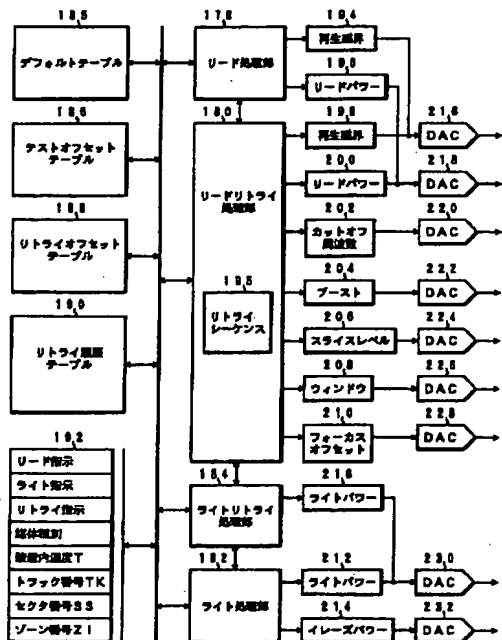 185
デフォルトテーブル
186
テストオフセット
テーブル
188
リトライオフセット
テーブル
190
リトライ履歴
テーブル
192
リード指示
ライト指示
リトライ指示
媒体種別
装置内温度T
トラック番号TK
セクタ番号SS
ゾーン番号ZI
178
リード処理部
180
リードリトライ
処理部
195
リトライ
シーケンス
184
ライトリトライ
処理部
182
ライト処理部
194
再生磁界
196
リードパワー
198
再生磁界
200
リードパワー
202
カットオフ
周波数
204
ブースト
206
スライスレベル
208
ウィンドウ
210
フォーカス
オフセット
216
ライトパワー
212
ライトパワー
214
イレーズパワー
216
DAC
218
DAC
220
DAC
222
DAC
224
DAC
226
DAC
228
DAC
230
DAC
232
DAC